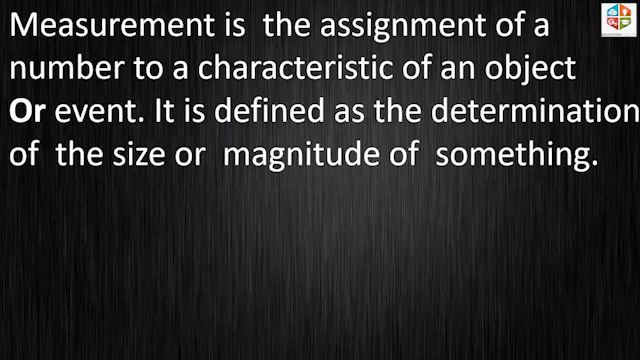 Measurement is the assignment of a
number to a characteristic of an object
Or event. It is defined as the determination
of the size or magnitude of something.
EDUCATION